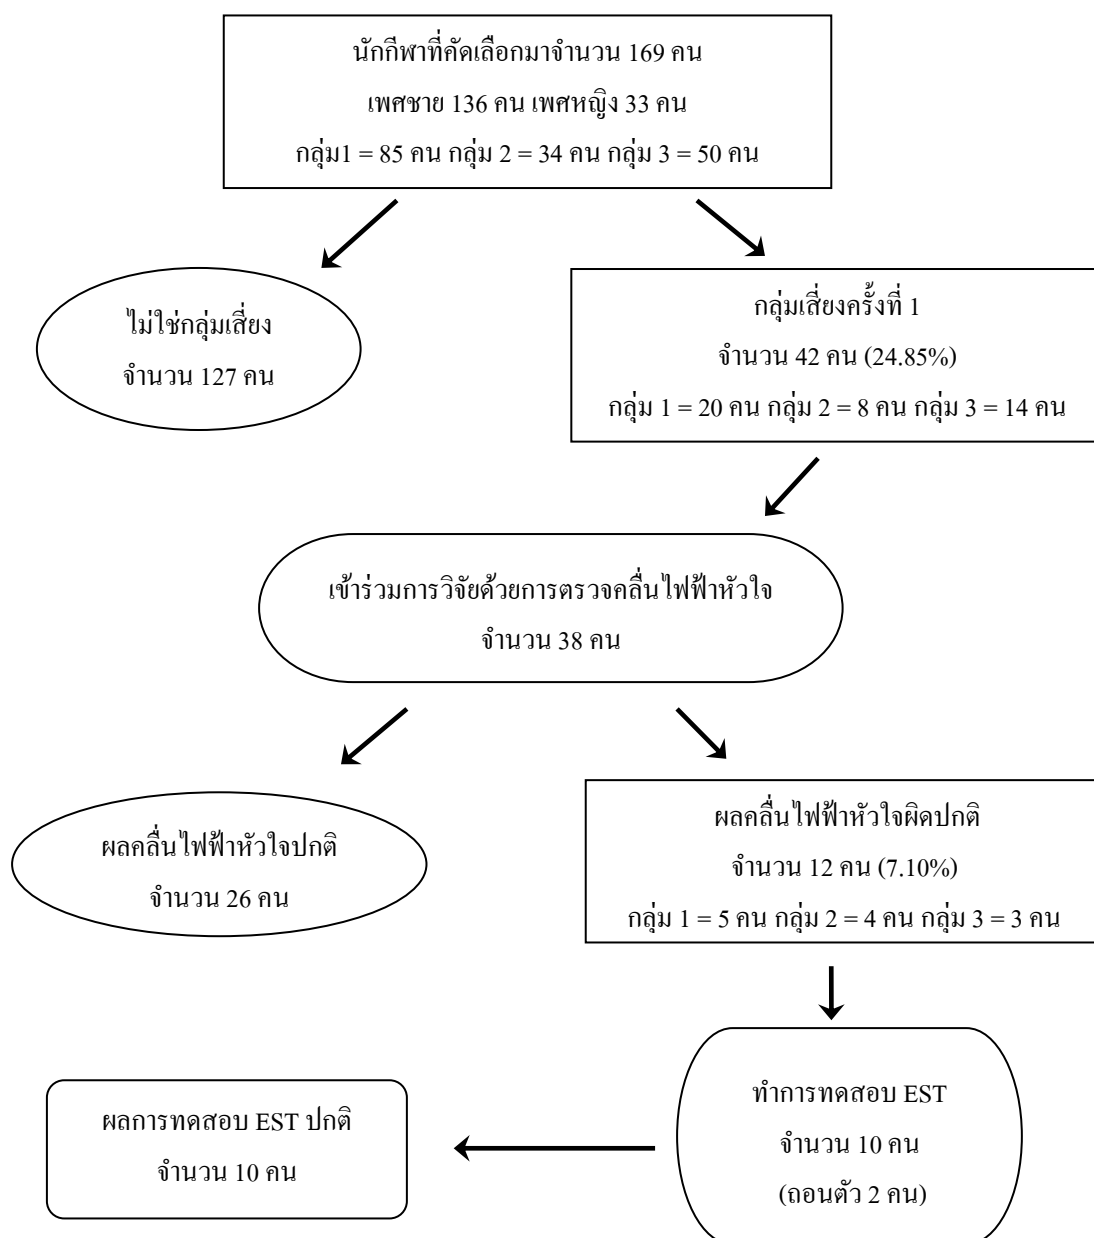 นักกีฬาที่คัดเลือกมาจำนวน 169 คน
เพศชาย 136 คน เพศหญิง 33 คน
กลุ่ม1 = 85 คน กลุ่ม 2 = 34 คน กลุ่ม 3 = 50 คน
ไม่ใช่กลุ่มเสี่ยง
จำนวน 127 คน
กลุ่มเสี่ยงครั้งที่ 1
จำนวน 42 คน (24.85%)
กลุ่ม 1 = 20 คน กลุ่ม 2 = 8 คน กลุ่ม 3 = 14 คน
เข้าร่วมการวิจัยด้วยการตรวจคลื่นไฟฟ้าหัวใจ
จำนวน 38 คน
ผลคลื่นไฟฟ้าหัวใจปกติ
จำนวน 26 คน
ผลคลื่นไฟฟ้าหัวใจผิดปกติ
จำนวน 12 คน (7.10%)
กลุ่ม 1 = 5 คน กลุ่ม 2 = 4 คน กลุ่ม 3 = 3 คน
ทำการทดสอบ EST
จำนวน 10 คน
(ถอนตัว 2 คน)
ผลการทดสอบ EST ปกติ
จำนวน 10 คน